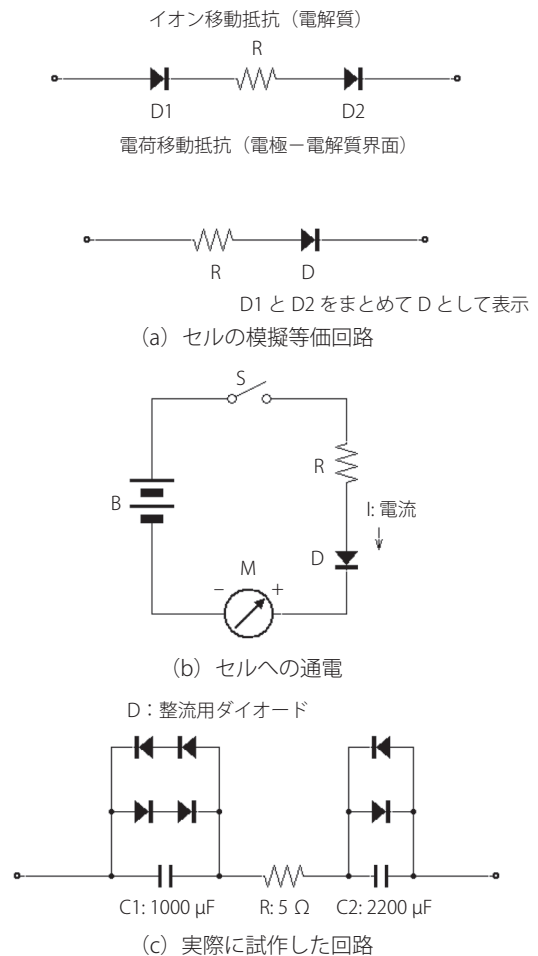 イオン移動抵抗（電解質）
R
D1 D2
電荷移動抵抗（電極－電解質界面）
R D
D1 と D2 をまとめて D として表示
(a) セルの模擬等価回路
S
R
B
I: 電流
D
M
− +
(b) セルへの通電
D：整流用ダイオード
C1: 1000 µF R: 5 Ω C2: 2200 µF
(c) 実際に試作した回路